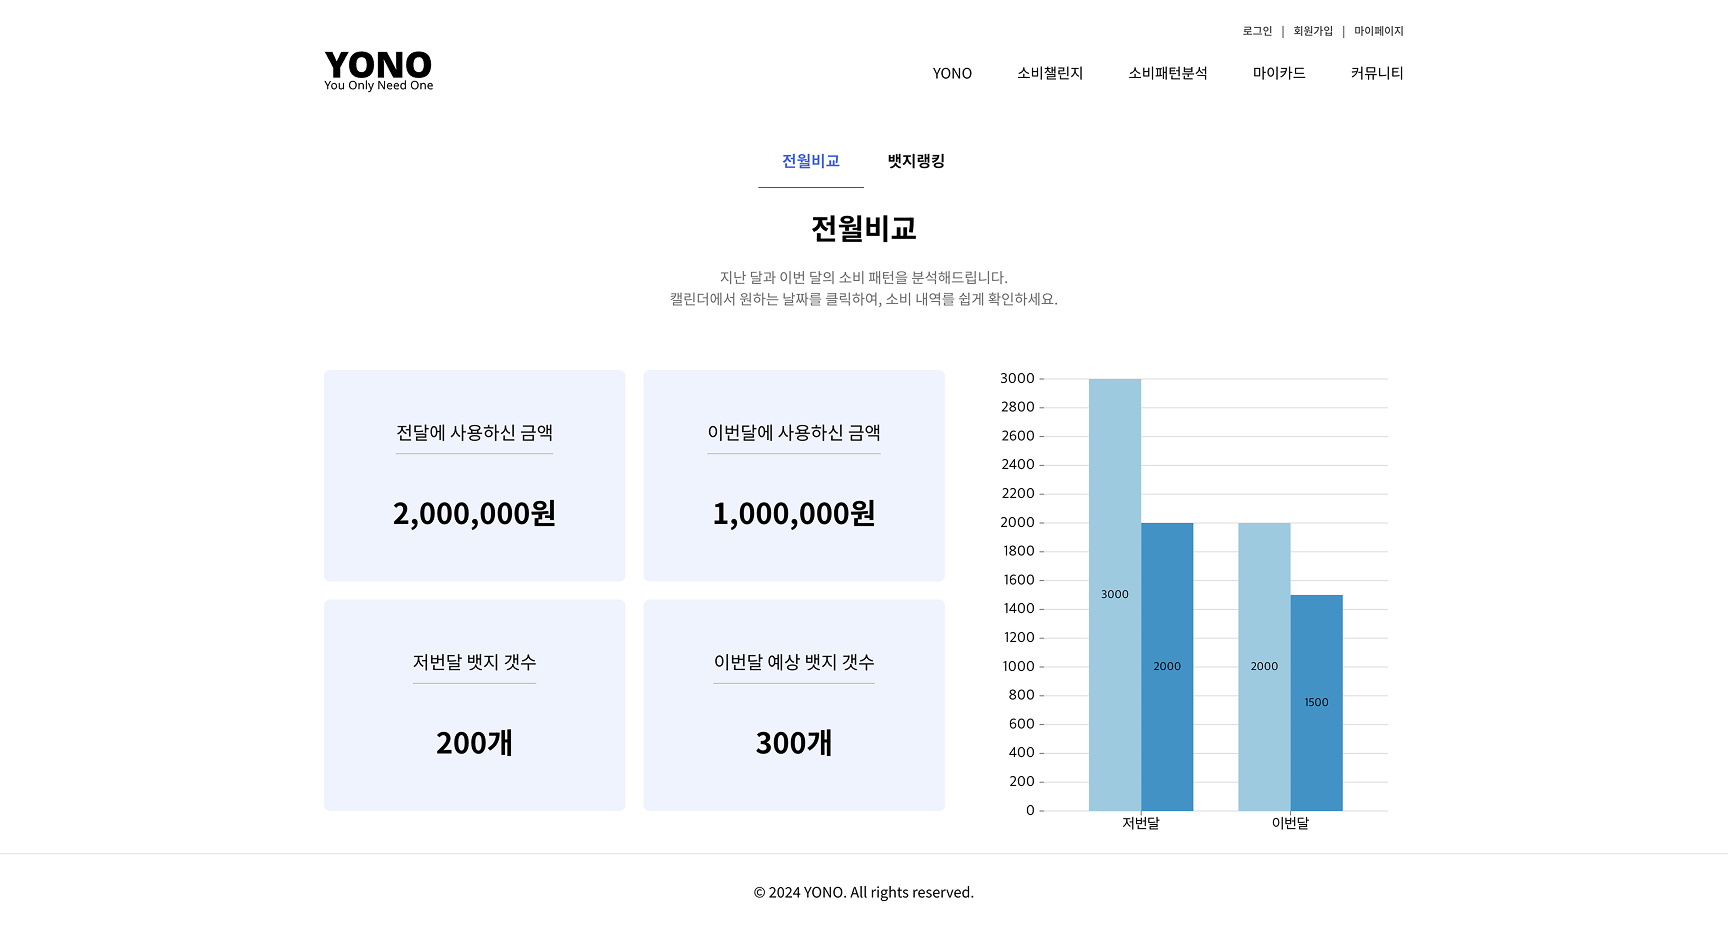 로그인 | 회원가입 | 마이페이지
YONO
You Only Need One
YONO 소비챌린지 소비패턴분석 마이카드 커뮤니티
전월비교 뱃지랭킹
전월비교
지난 달과 이번 달의 소비 패턴을 분석해드립니다.
캘린더에서 원하는 날짜를 클릭하여, 소비 내역를 쉽게 확인하세요.
전달에 사용하신 금액
2,000,000원
이번달에 사용하신 금액
1,000,000원
저번달 뱃지 갯수
200개
이번달 예상 뱃지 갯수
300개
3000
2800
2600
2400
2200
2000
1800
1600
1400
1200
1000
800
600
400
200
0
3000
2000
2000
1500
저번달 이번달
© 2024 YONO. All rights reserved.